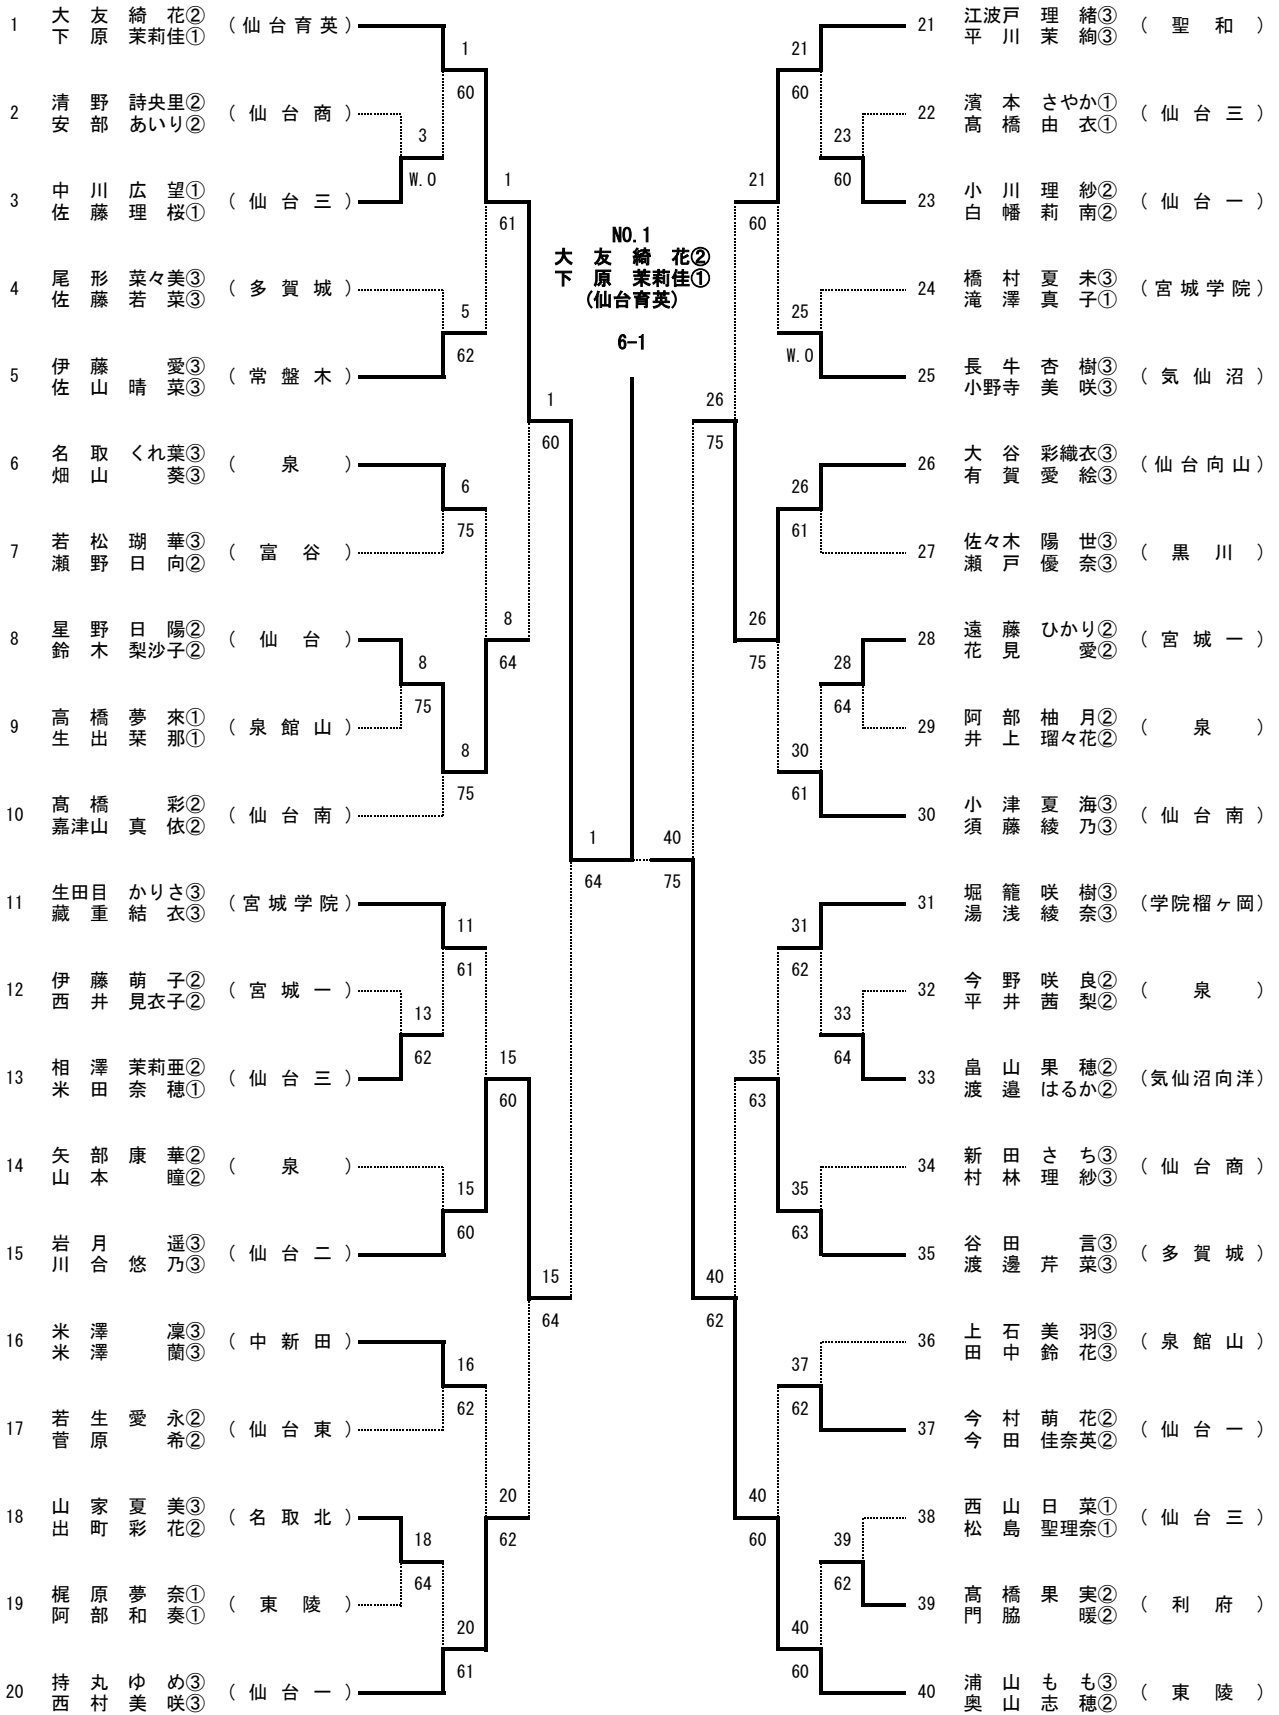 1 大友 綺花② (仙台育英)
下原 茉莉佳①
2 清野 詩央里② (仙台商)
安部 あいり②
3 中川 広望① (仙台三)
佐藤 理桜①
4 尾形 菜々美③ (多賀城)
佐藤 若菜③
5 伊藤 愛③ (常盤木)
佐山 晴菜③
6 名取 くれ葉③ (泉)
畑山 葵③
7 若松 瑚華③ (富谷)
瀬野 日向②
8 星野 日陽② (仙台)
鈴木 梨沙子②
9 高橋 夢來① (泉館山)
生出 栞那①
10 髙橋 彩② (仙台南)
嘉津山 真依②
11 生田目 かりさ③ (宮城学院)
藏重 結衣③
12 伊藤 萌子② (宮城一)
西井 見衣子②
13 相澤 茉莉亜② (仙台三)
米田 奈穂①
14 矢部 康華② (泉)
山本 瞳②
15 岩月 遥③ (仙台二)
川合 悠乃③
16 米澤 凜③ (中新田)
米澤 蘭③
17 若生 愛永② (仙台東)
菅原 希②
18 山家 夏美③ (名取北)
出町 彩花②
19 梶原 夢奈① (東陵)
阿部 和奏①
20 持丸 ゆめ③ (仙台一)
西村 美咲③
1
60
3
W.O
1
61
5
62
1
60
6
75
8
64
8
75
8
75
1
64
11
61
13
62
15
60
15
60
15
64
16
62
20
62
18
64
20
61
NO.1
大友 綺花②
下原 茉莉佳①
(仙台育英)
6-1
21
60
23
60
21
60
25
W.O
26
75
26
61
26
75
28
64
30
61
40
75
31
62
33
64
35
63
35
63
40
62
37
62
40
60
39
62
40
60
21 江波戸 理緒③ (聖和)
平川 茉絢③
22 濱本 さやか① (仙台三)
髙橋 由衣①
23 小川 理紗② (仙台一)
白幡 莉南②
24 橋村 夏未③ (宮城学院)
滝澤 真子①
25 長牛 杏樹③ (気仙沼)
小野寺 美咲③
26 大谷 彩織衣③ (仙台向山)
有賀 愛絵③
27 佐々木 陽世③ (黒川)
瀬戸 優奈③
28 遠藤 ひかり② (宮城一)
花見 愛②
29 阿部 柚月② (泉)
井上 瑠々花②
30 小津 夏海③ (仙台南)
須藤 綾乃③
31 堀籠 咲樹③ (学院榴ヶ岡)
湯浅 綾奈③
32 今野 咲良② (泉)
平井 茜梨②
33 畠山 果穂② (気仙沼向洋)
渡邉 はるか②
34 新田 さち③ (仙台商)
村林 理紗③
35 谷田 言③ (多賀城)
渡邊 芹菜③
36 上石 美羽③ (泉館山)
田中 鈴花③
37 今村 萌花② (仙台一)
今田 佳奈英②
38 西山 日菜① (仙台三)
松島 聖理奈①
39 髙橋 果実② (利府)
門脇 暖②
40 浦山 もも③ (東陵)
奥山 志穂②